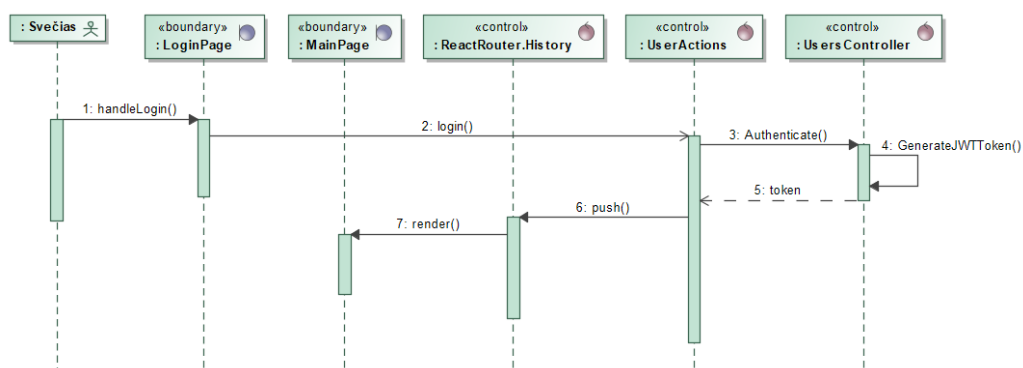 : Svečias
«boundary»
: LoginPage
«boundary»
: MainPage
«control»
: ReactRouter.History
«control»
: UserActions
«control»
: UsersController
1: handleLogin()
2: login()
3: Authenticate()
4: GenerateJWTToken()
5: token
6: push()
7: render()